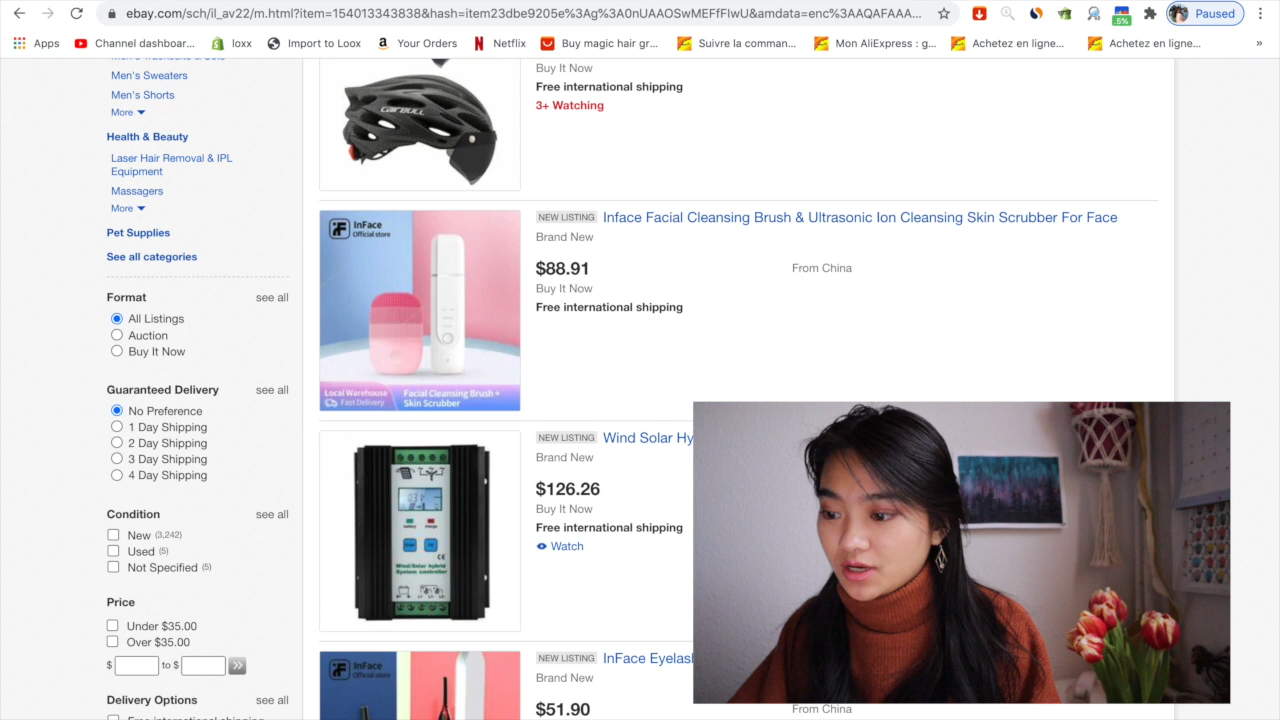 ebay.com/sch/il_av22/m.html?item=154013343838&hash=item23dbe9205e%3Ag%3A0nUAAOSwMEFfFlwU&amdata=enc%3AAQAFAAA...
.5%
Paused
Apps
Channel dashboar...
loxx
Import to Loox
Your Orders
Netflix
Buy magic hair gr...
Suivre la comman...
Mon AliExpress : g...
Achetez en ligne...
Achetez en ligne...
»
Men's Sweaters
Men's Shorts
More
Health & Beauty
Laser Hair Removal & IPL
Equipment
Massagers
More
Pet Supplies
See all categories
Format see all
All Listings
Auction
Buy It Now
Guaranteed Delivery see all
No Preference
1 Day Shipping
2 Day Shipping
3 Day Shipping
4 Day Shipping
Condition see all
New (3,242)
Used (5)
Not Specified (5)
Price
Under $35.00
Over $35.00
$ to $
Delivery Options see all
Buy It Now
Free international shipping
3+ Watching
CAIRBULL
InFace
Official store
Local Warehouse
Fast Delivery
Facial Cleansing Brush +
Skin Scrubber
NEW LISTING Inface Facial Cleansing Brush & Ultrasonic Ion Cleansing Skin Scrubber For Face
Brand New
$88.91 From China
Buy It Now
Free international shipping
Wind/Solar hybrid
System controller
NEW LISTING Wind Solar Hy
Brand New
$126.26
Buy It Now
Free international shipping
Watch
InFace
Official store
NEW LISTING InFace Eyelas
Brand New
$51.90 From China